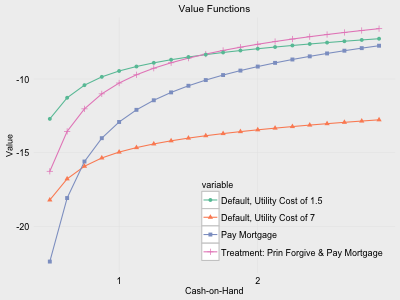 Value Functions
-10
-15
-20
Value
variable
Default, Utility Cost of 1.5
Default, Utility Cost of 7
Pay Mortgage
Treatment: Prin Forgive & Pay Mortgage
1
2
Cash-on-Hand